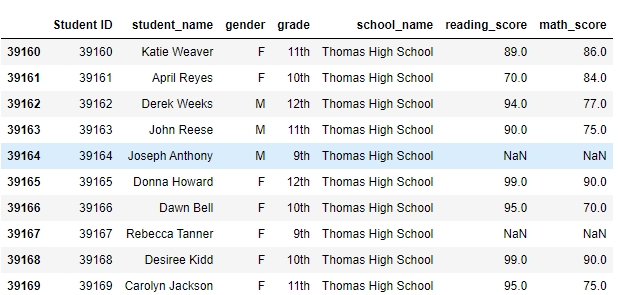 Student ID student_name gender grade school_name reading_score math_score
39160 39160 Katie Weaver F 11th Thomas High School 89.0 86.0
39161 39161 April Reyes F 10th Thomas High School 70.0 84.0
39162 39162 Derek Weeks M 12th Thomas High School 94.0 77.0
39163 39163 John Reese M 11th Thomas High School 90.0 75.0
39164 39164 Joseph Anthony M 9th Thomas High School NaN NaN
39165 39165 Donna Howard F 12th Thomas High School 99.0 90.0
39166 39166 Dawn Bell F 10th Thomas High School 95.0 70.0
39167 39167 Rebecca Tanner F 9th Thomas High School NaN NaN
39168 39168 Desiree Kidd F 10th Thomas High School 99.0 90.0
39169 39169 Carolyn Jackson F 11th Thomas High School 95.0 75.0